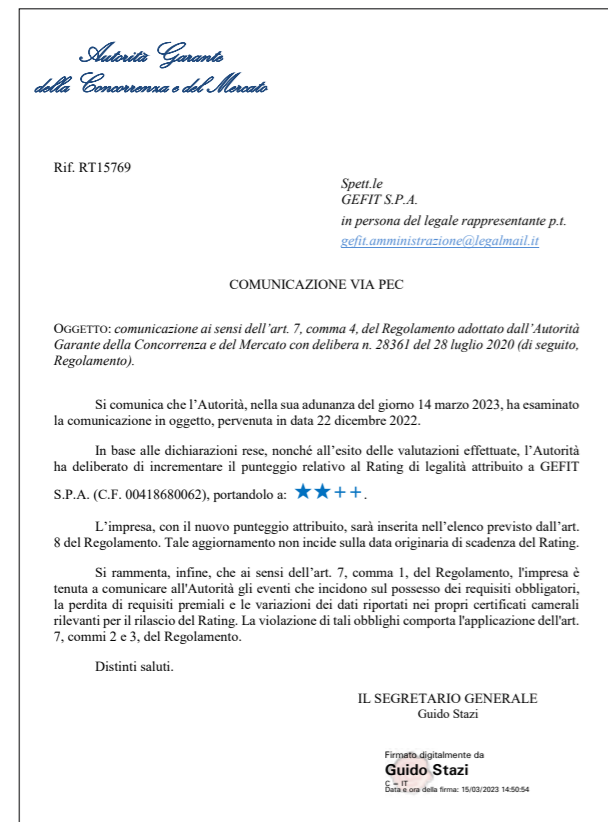 Autorità Garante
della Concorrenza e del Mercato
Rif. RT15769
Spett.le
GEFIT S.P.A.
in persona del legale rappresentante p.t.
gefit.amministrazione@legalmail.it
COMUNICAZIONE VIA PEC
OGGETTO: comunicazione ai sensi dell’art. 7, comma 4, del Regolamento adottato dall’Autorità
Garante della Concorrenza e del Mercato con delibera n. 28361 del 28 luglio 2020 (di seguito,
Regolamento).
Si comunica che l’Autorità, nella sua adunanza del giorno 14 marzo 2023, ha esaminato
la comunicazione in oggetto, pervenuta in data 22 dicembre 2022.
In base alle dichiarazioni rese, nonché all’esito delle valutazioni effettuate, l’Autorità
ha deliberato di incrementare il punteggio relativo al Rating di legalità attribuito a GEFIT
S.P.A. (C.F. 00418680062), portandolo a: ★★++.
L’impresa, con il nuovo punteggio attribuito, sarà inserita nell’elenco previsto dall’art.
8 del Regolamento. Tale aggiornamento non incide sulla data originaria di scadenza del Rating.
Si rammenta, infine, che ai sensi dell’art. 7, comma 1, del Regolamento, l'impresa è
tenuta a comunicare all'Autorità gli eventi che incidono sul possesso dei requisiti obbligatori,
la perdita di requisiti premiali e le variazioni dei dati riportati nei propri certificati camerali
rilevanti per il rilascio del Rating. La violazione di tali obblighi comporta l'applicazione dell'art.
7, commi 2 e 3, del Regolamento.
Distinti saluti.
IL SEGRETARIO GENERALE
Guido Stazi
Firmato digitalmente da
Guido Stazi
C = IT
Data e ora della firma: 15/03/2023 14:50:54